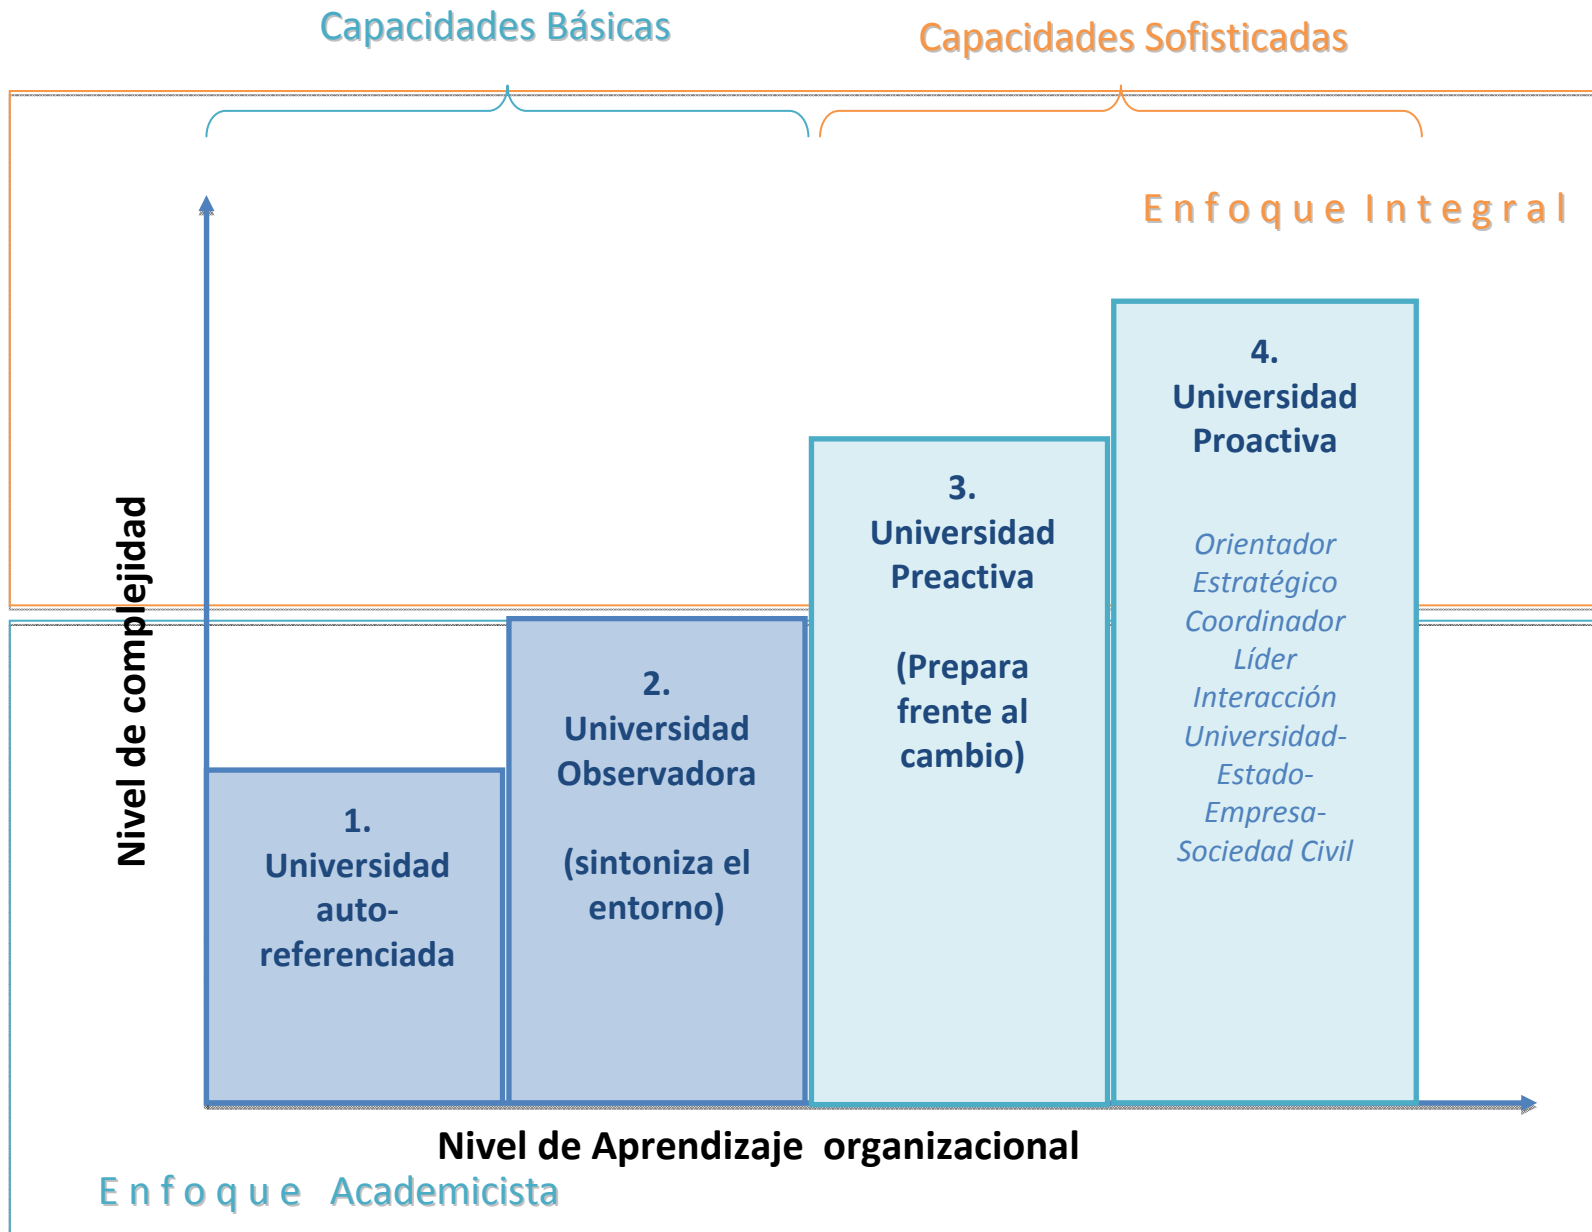 Capacidades Básicas
Capacidades Sofisticadas
Enfoque Integral
Nivel de complejidad
1.
Universidad
auto-
referenciada
2.
Universidad
Observadora
(sintoniza el
entorno)
3.
Universidad
Preactiva
(Prepara
frente al
cambio)
4.
Universidad
Proactiva
Orientador
Estratégico
Coordinador
Líder
Interacción
Universidad-
Estado-
Empresa-
Sociedad Civil
Nivel de Aprendizaje organizacional
Enfoque Academicista